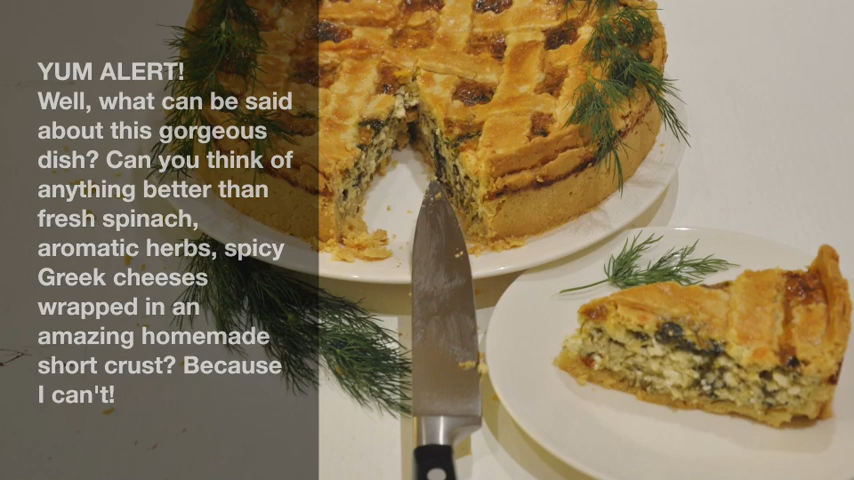 YUM ALERT!
Well, what can be said
about this gorgeous
dish? Can you think of
anything better than
fresh spinach,
aromatic herbs, spicy
Greek cheeses
wrapped in an
amazing homemade
short crust? Because
I can't!